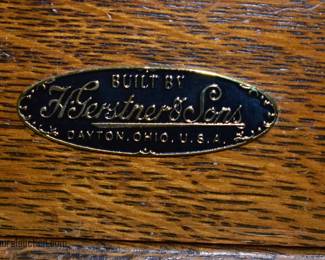 BUILT BY
H. Gerstner & Sons
DAYTON, OHIO, U.S.A.